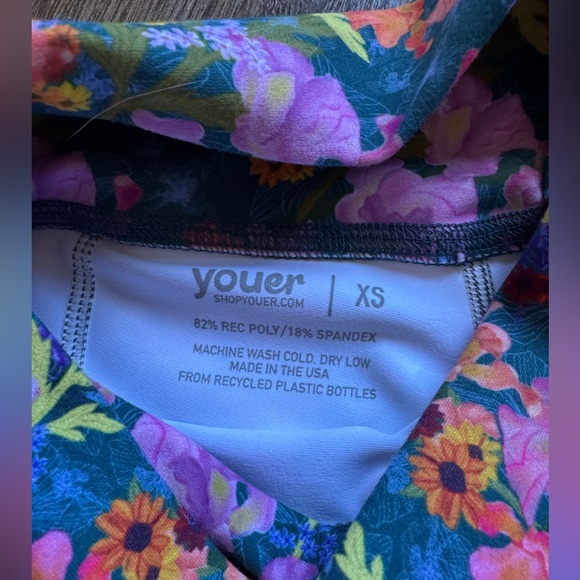 youer
SHOPYOUER.COM
XS
82% REC POLY/18% SPANDEX
MACHINE WASH COLD. DRY LOW
MADE IN THE USA
FROM RECYCLED PLASTIC BOTTLES